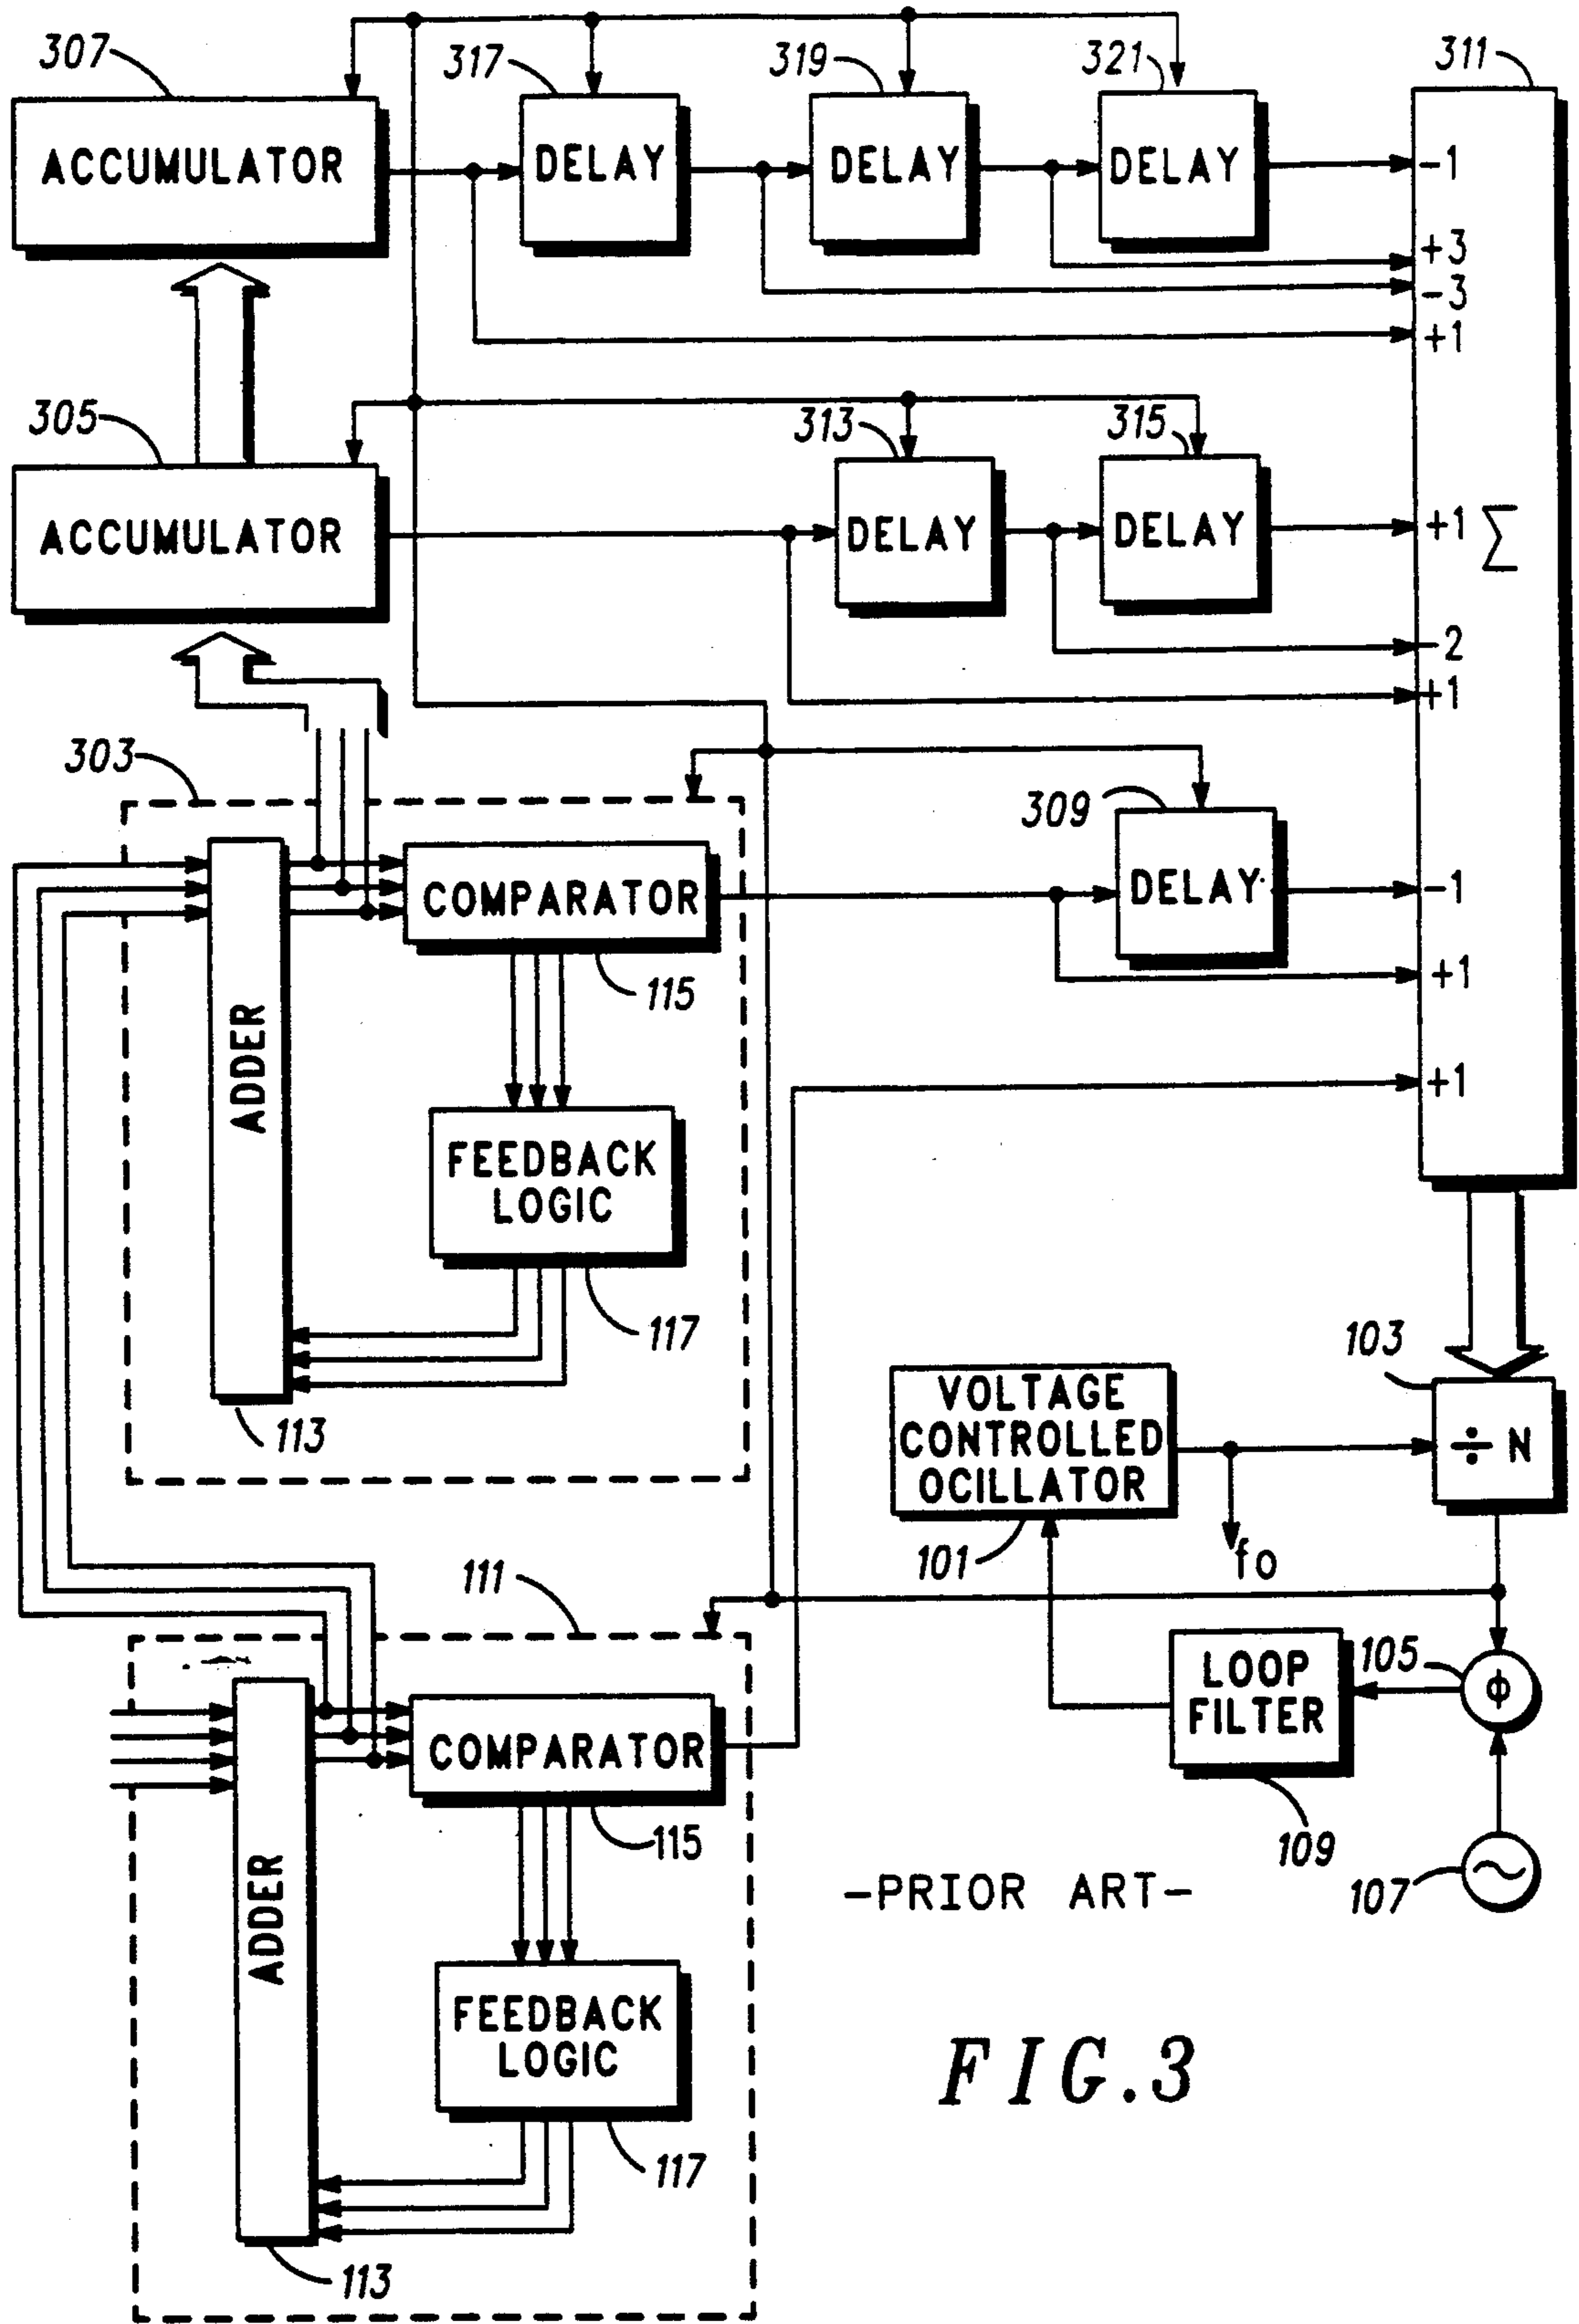 307
317
319
321
311
ACCUMULATOR
DELAY
DELAY
DELAY
-1
+3
-3
+1
305
313
315
ACCUMULATOR
DELAY
DELAY
+1
Σ
-2
+1
303
309
ADDER
COMPARATOR
DELAY
-1
115
+1
+1
FEEDBACK
LOGIC
117
113
103
VOLTAGE
CONTROLLED
OCILLATOR
÷ N
101
fo
111
LOOP
FILTER
105
ϕ
ADDER
COMPARATOR
115
109
107
-PRIOR ART-
FEEDBACK
LOGIC
117
113
FIG.3